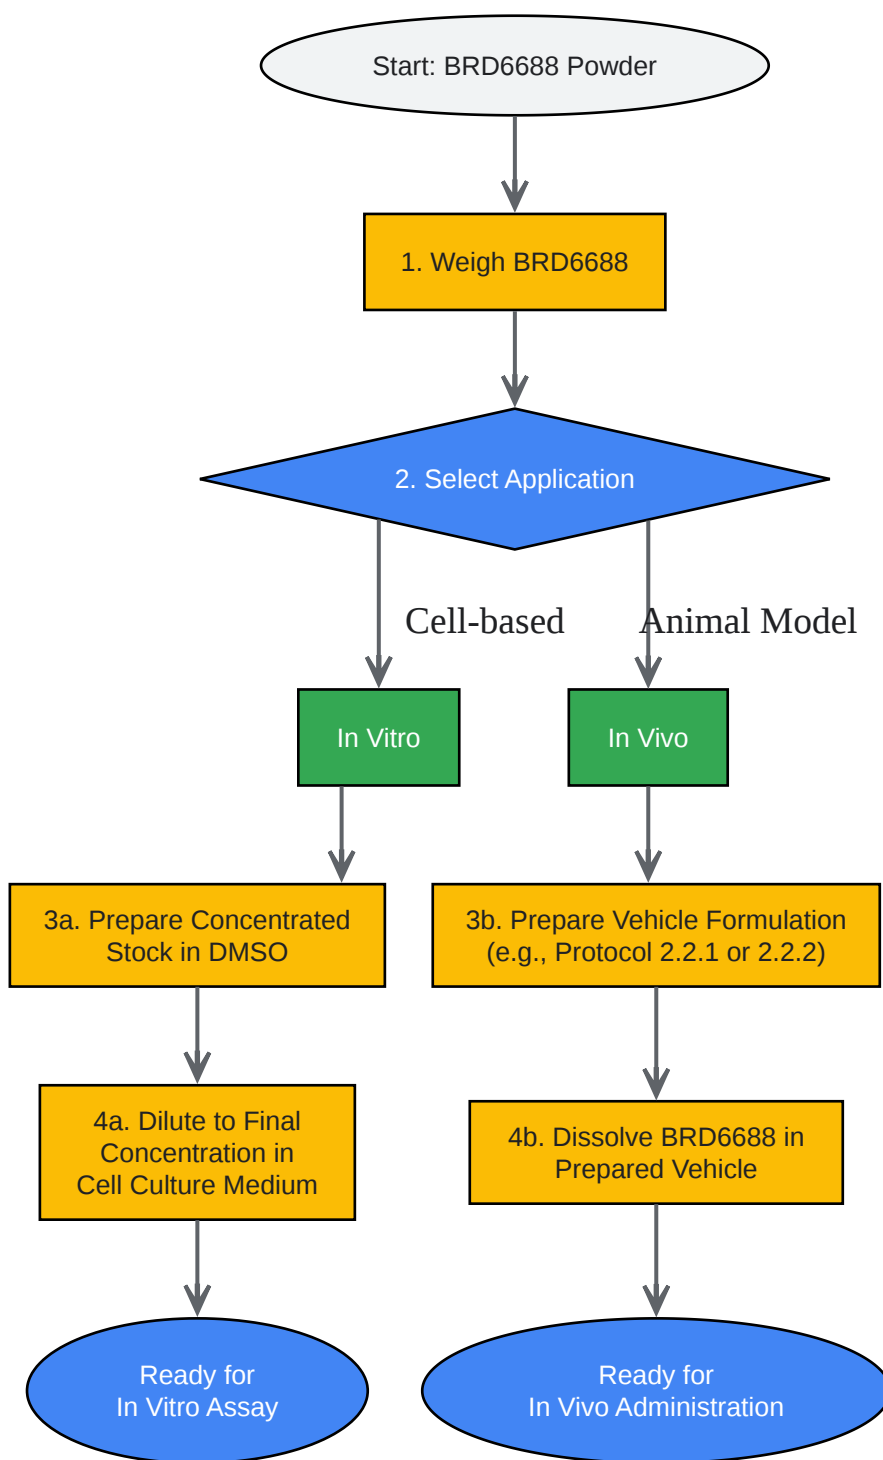 Start: BRD6688 Powder
1. Weigh BRD6688
2. Select Application
Cell-based
Animal Model
In Vitro
In Vivo
3a. Prepare Concentrated
Stock in DMSO
3b. Prepare Vehicle Formulation
(e.g., Protocol 2.2.1 or 2.2.2)
4a. Dilute to Final
Concentration in
Cell Culture Medium
4b. Dissolve BRD6688 in
Prepared Vehicle
Ready for
In Vitro Assay
Ready for
In Vivo Administration